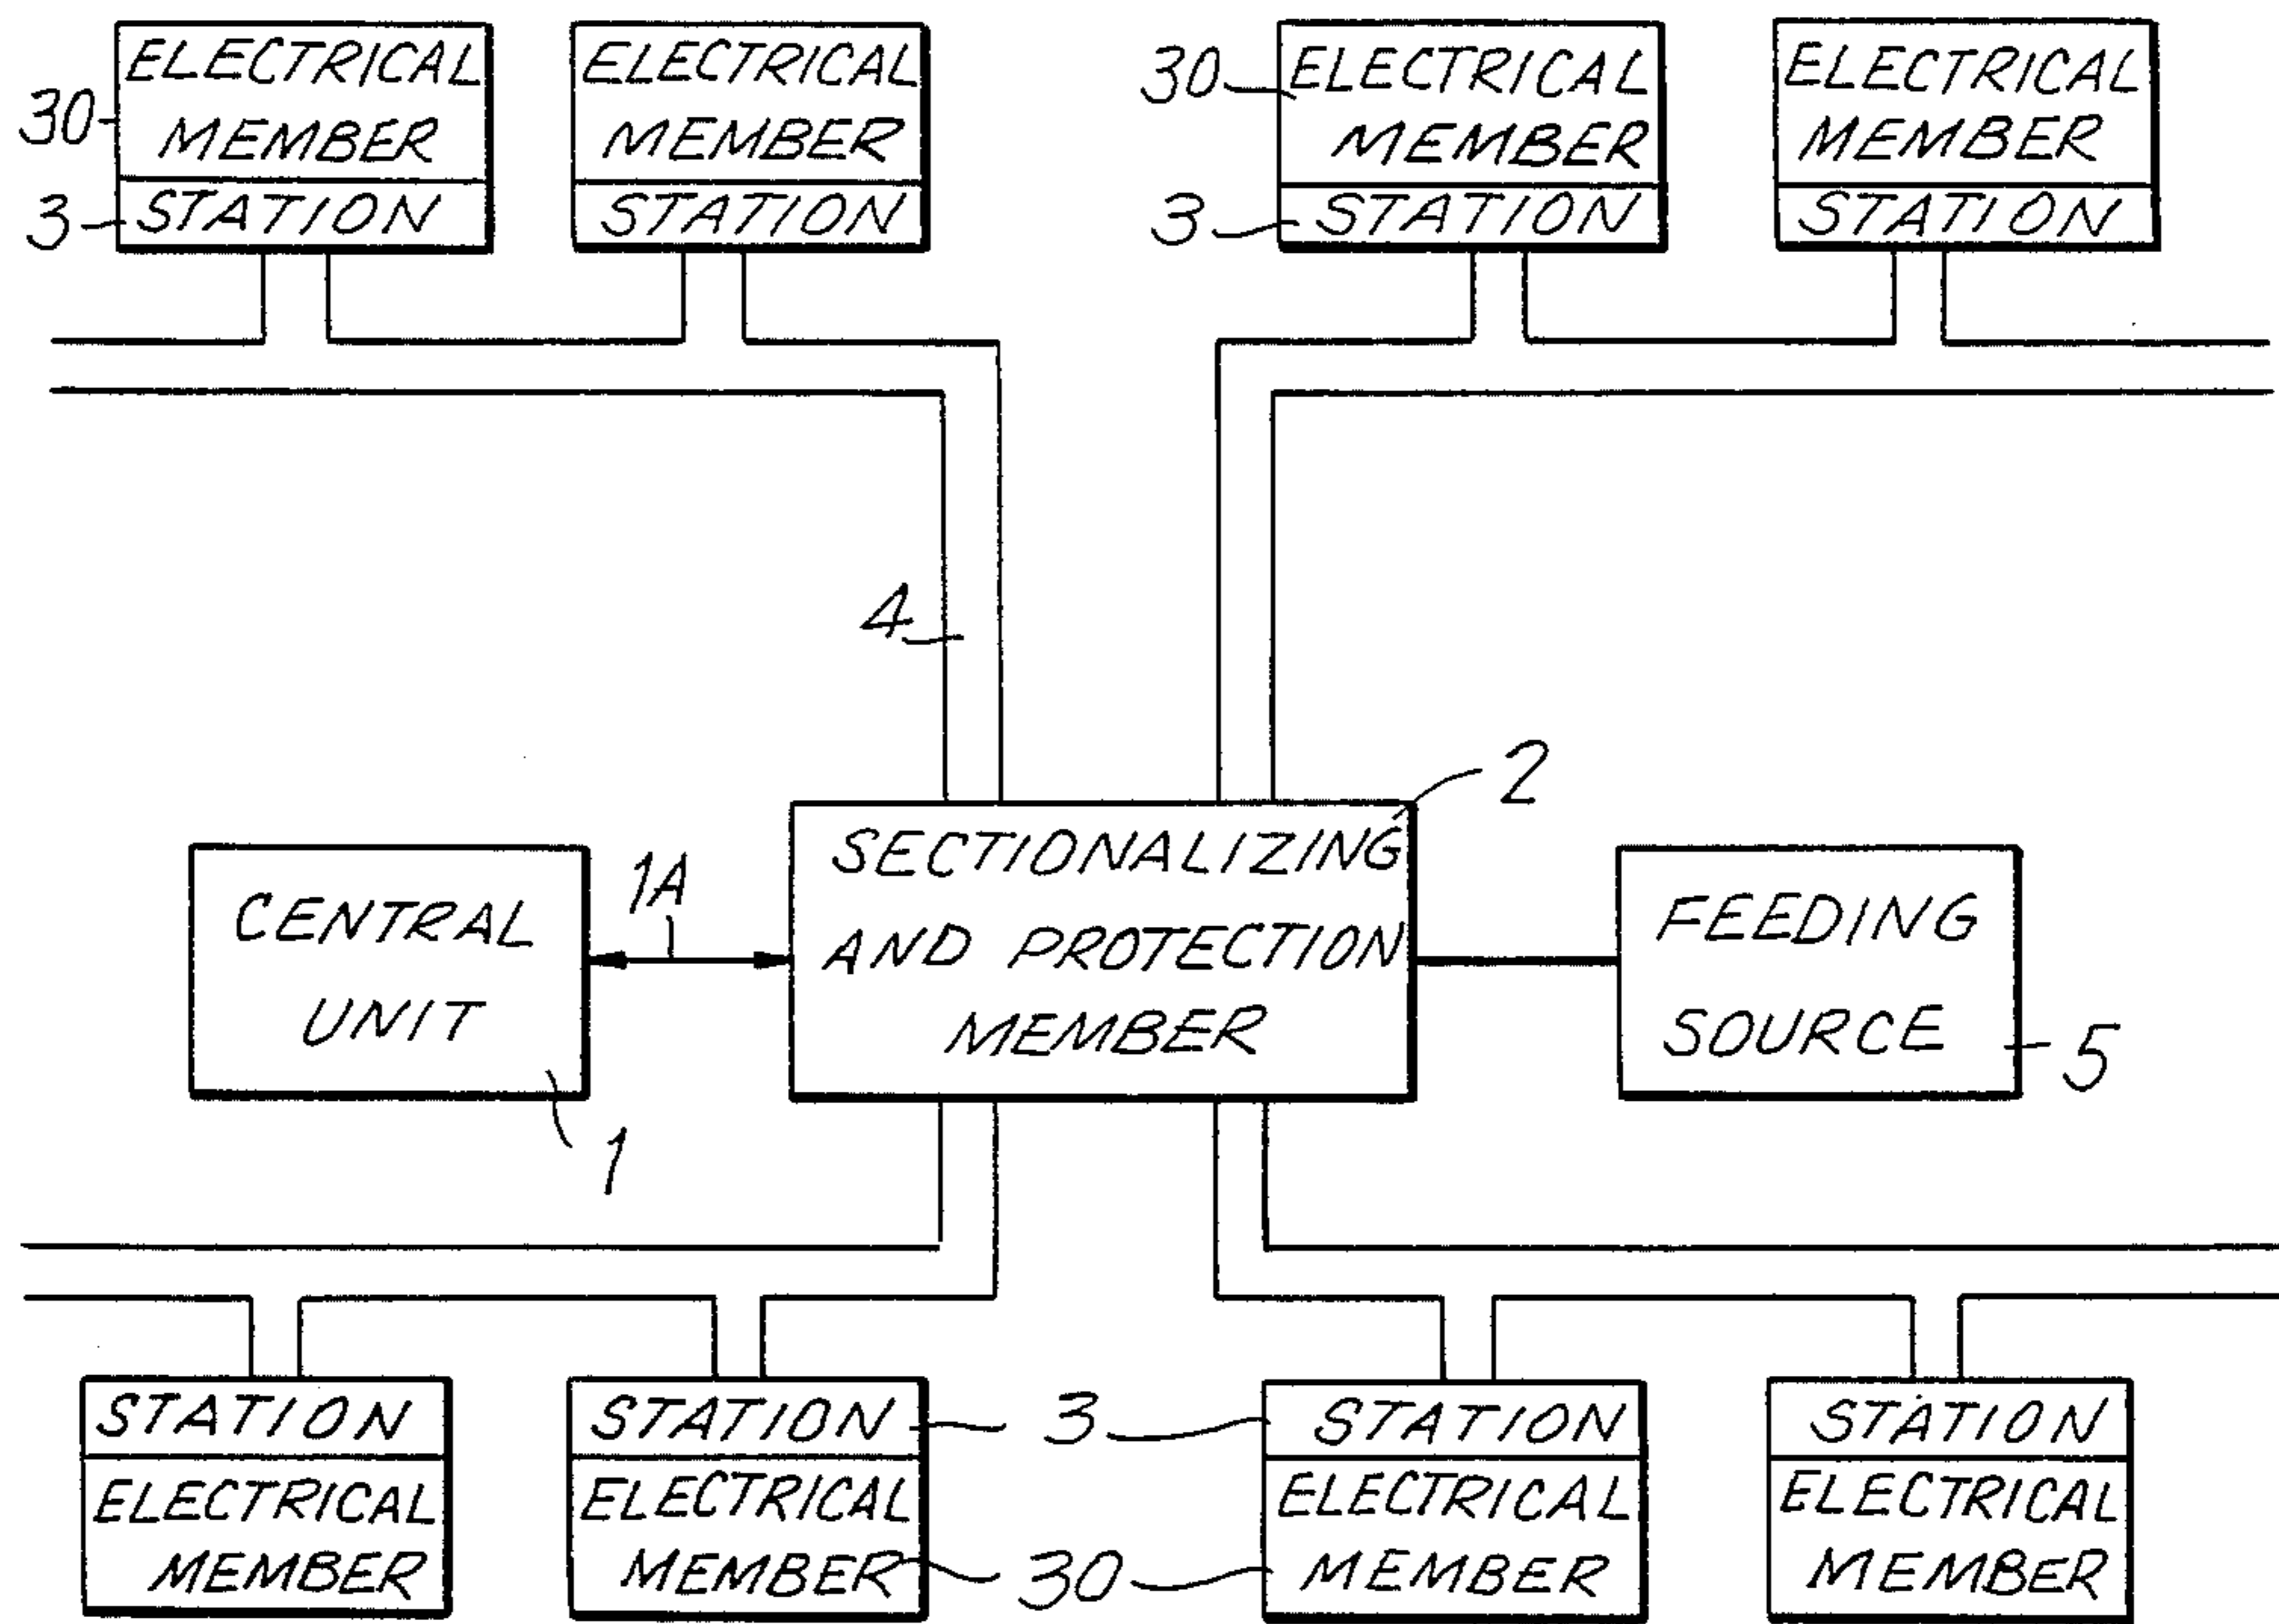 ELECTRICAL
MEMBER
STATION
30
3
ELECTRICAL
MEMBER
STATION
30
3
ELECTRICAL
MEMBER
STATION
ELECTRICAL
MEMBER
STATION
4
2
CENTRAL
UNIT
1
1A
SECTIONALIZING
AND PROTECTION
MEMBER
FEEDING
SOURCE
5
STATION
ELECTRICAL
MEMBER
STATION
ELECTRICAL
MEMBER
3
30
STATION
ELECTRICAL
MEMBER
STATION
ELECTRICAL
MEMBER